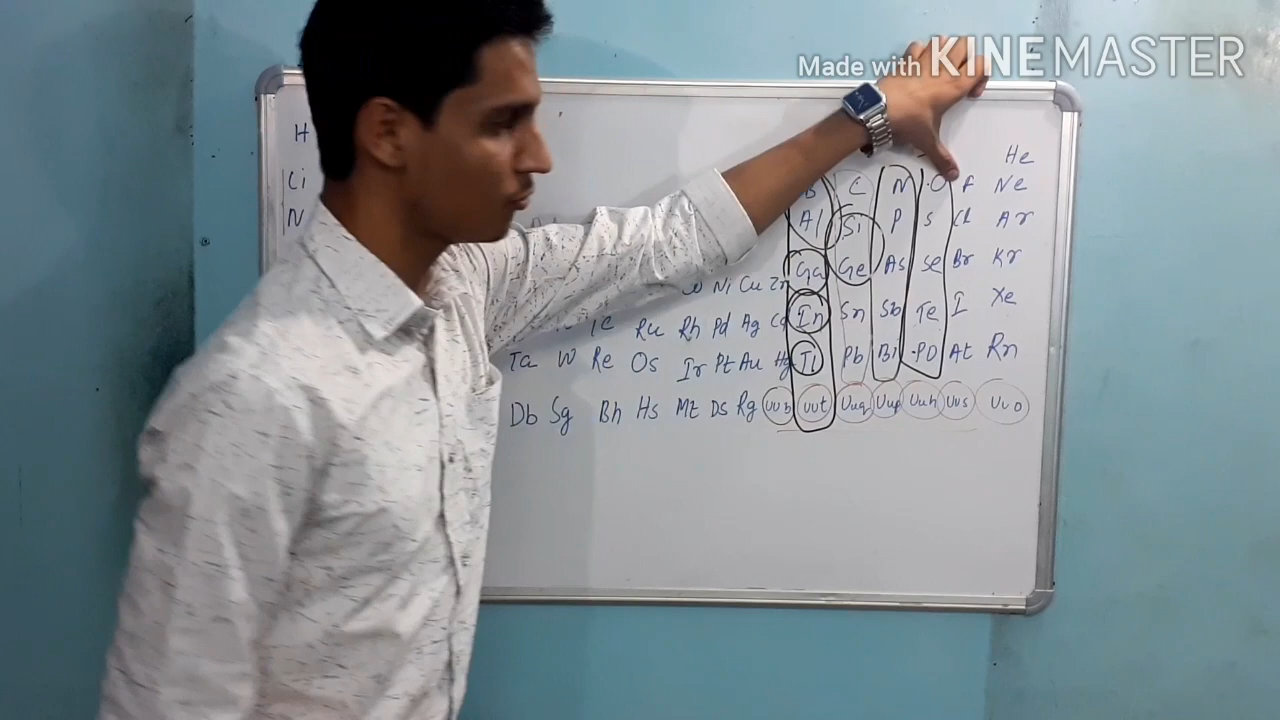 Made with KINEMASTER
H He
Li B C N O F Ne
N Al Si P S Cl Ar
Ni Cu Zn Ga Ge As Se Br Kr
Ru Rh Pd Ag Cd In Sn Sb Te I Xe
Ta W Re Os Ir Pt Au Hg Tl Pb Bi PO At Rn
Db Sg Bh Hs Mt Ds Rg UUB UUt Uuq Uup Uuh UUs UUO